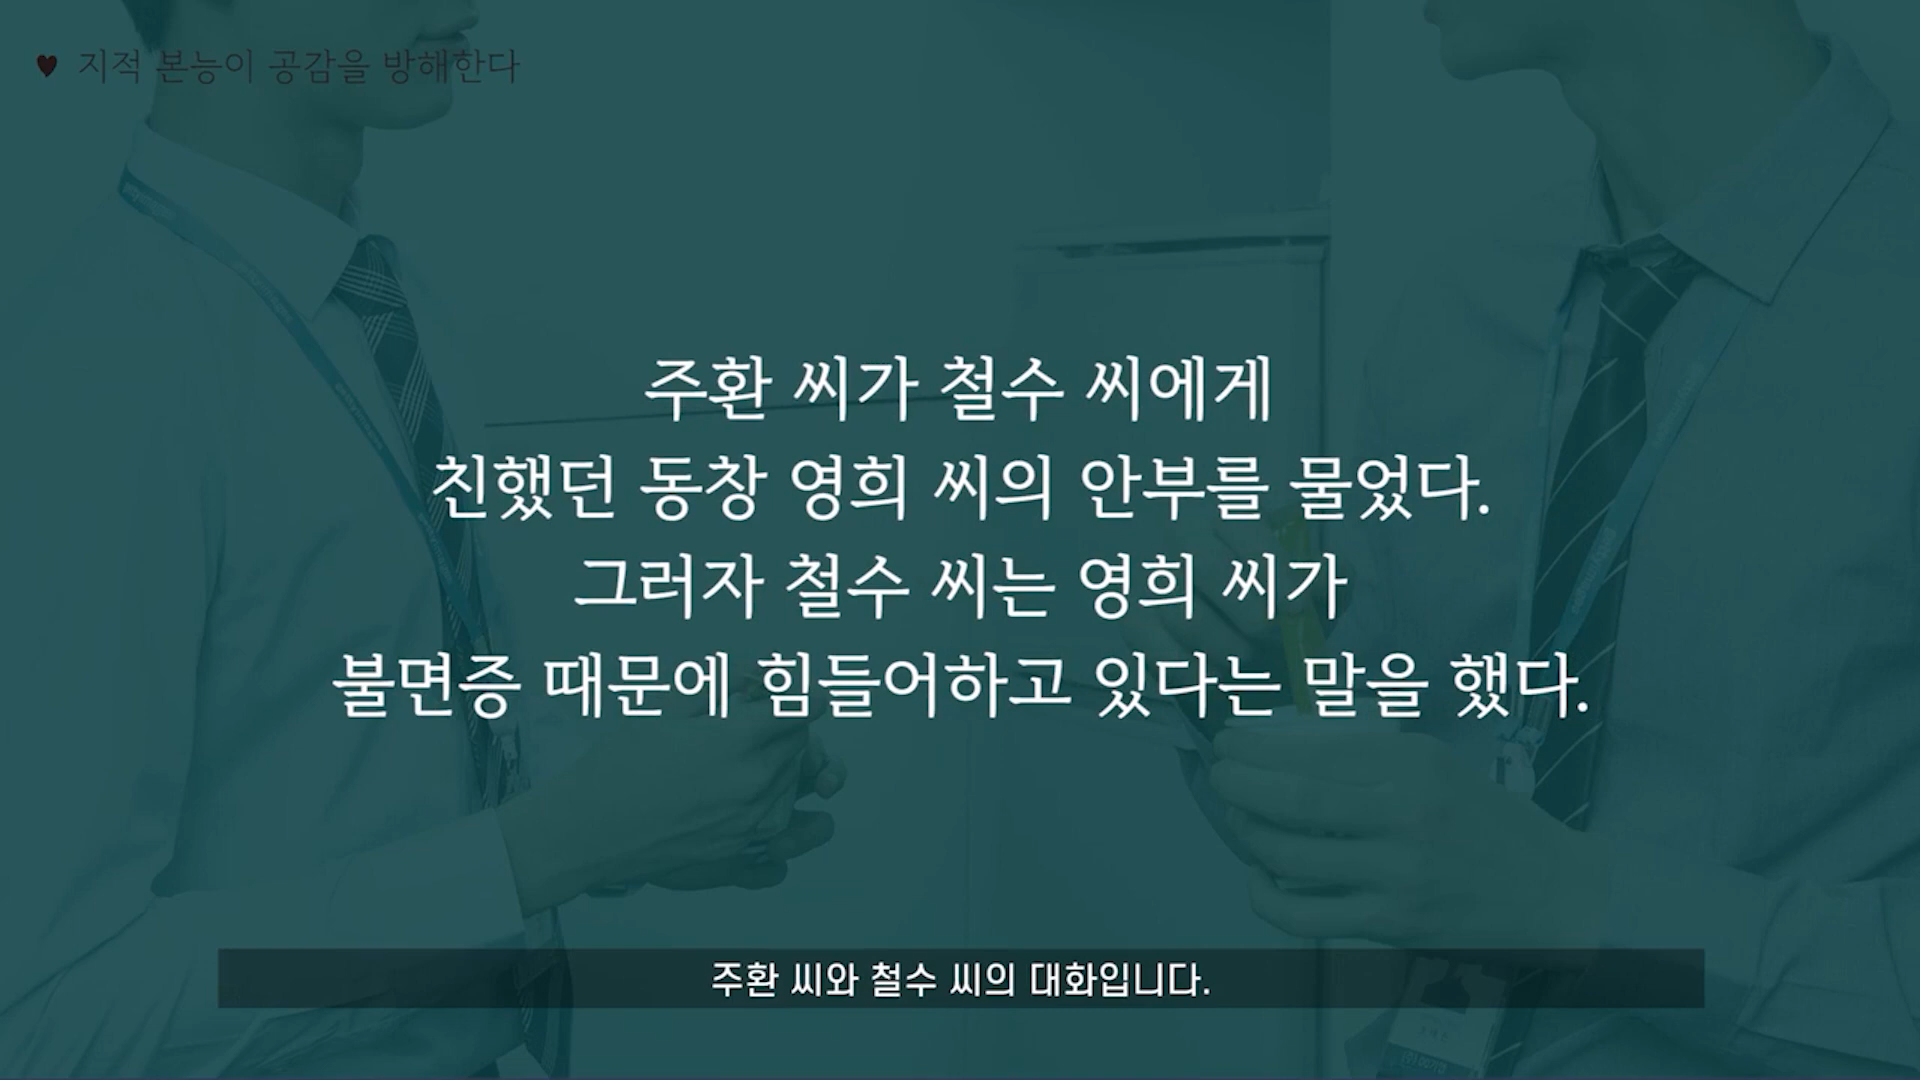 ♥ 지적 본능이 공감을 방해한다
주환 씨가 철수 씨에게
친했던 동창 영희 씨의 안부를 물었다.
그러자 철수 씨는 영희 씨가
불면증 때문에 힘들어하고 있다는 말을 했다.
주환 씨와 철수 씨의 대화입니다.